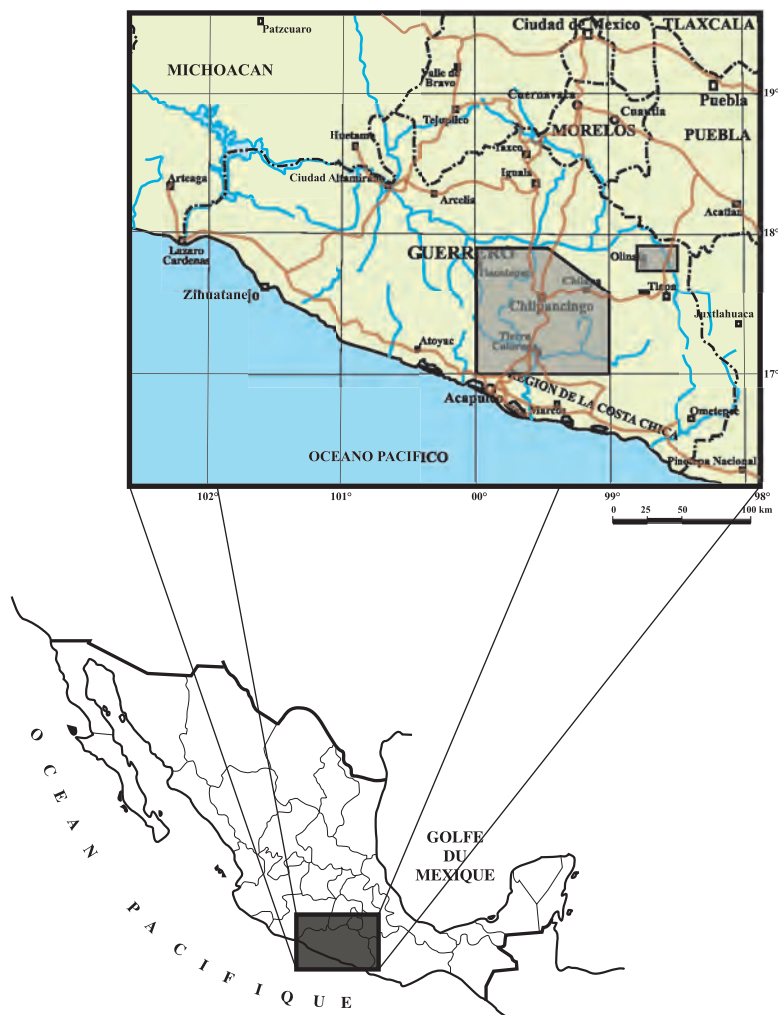 Patzcuaro
Ciudad de Mexico
TLAXCALA
MICHOACAN
Valle de
Bravo
19°
Puebla
Cuernavaca
Cuautla
Tejupilco
MORELOS
PUEBLA
Huetamo
Taxco
Ciudad Altamirano
Iguala
Arteaga
Arcelia
Acatlan
18°
Lazaro
Cardenas
GUERRERO
Olinala
Tlacotepec
Chilapa
Tlapa
Zihuatanejo
Chilpancingo
Juxtlahuaca
Atoyac
Tierra
Colorada
17°
REGION DE LA COSTA CHICA
Acapulco
Marcos
Ometepec
OCEANO PACIFICO
Pinotepa Nacional
102°
101°
00°
99°
98°
0 25 50 100 km
GOLFE
DU
MEXIQUE
OCEAN PACIFIQUE